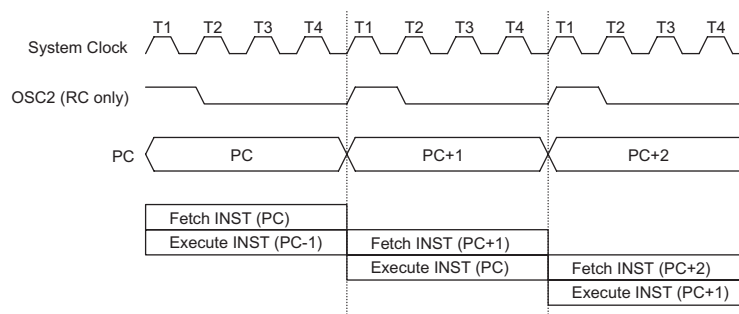 T1 T2 T3 T4 T1 T2 T3 T4 T1 T2 T3 T4
System Clock
OSC2 (RC only)
PC PC PC+1 PC+2
Fetch INST (PC)
Execute INST (PC-1) Fetch INST (PC+1)
Execute INST (PC) Fetch INST (PC+2)
Execute INST (PC+1)